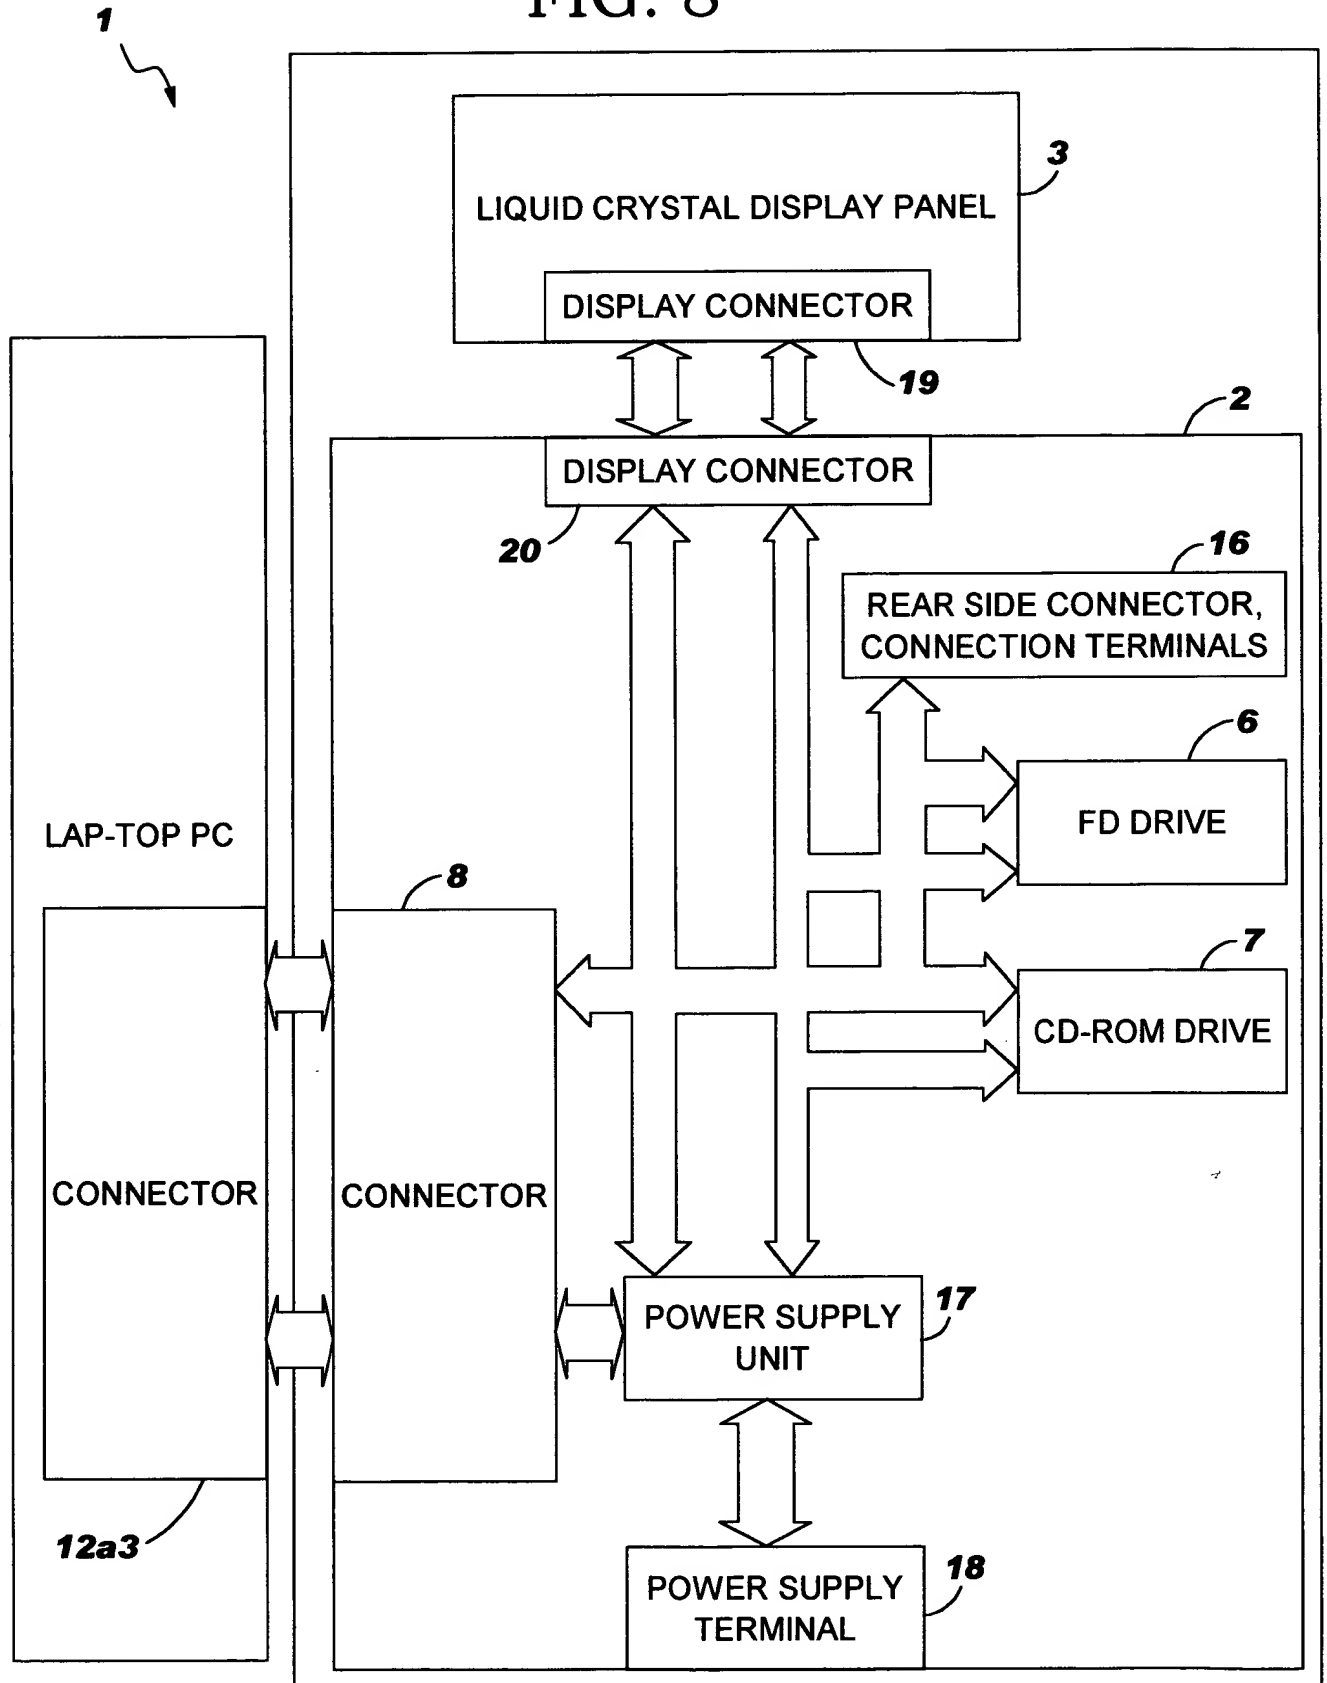 FIG. 8
1
3
LIQUID CRYSTAL DISPLAY PANEL
DISPLAY CONNECTOR
19
2
DISPLAY CONNECTOR
20
16
REAR SIDE CONNECTOR,
CONNECTION TERMINALS
6
FD DRIVE
LAP-TOP PC
8
7
CD-ROM DRIVE
CONNECTOR
CONNECTOR
17
POWER SUPPLY
UNIT
12a3
18
POWER SUPPLY
TERMINAL